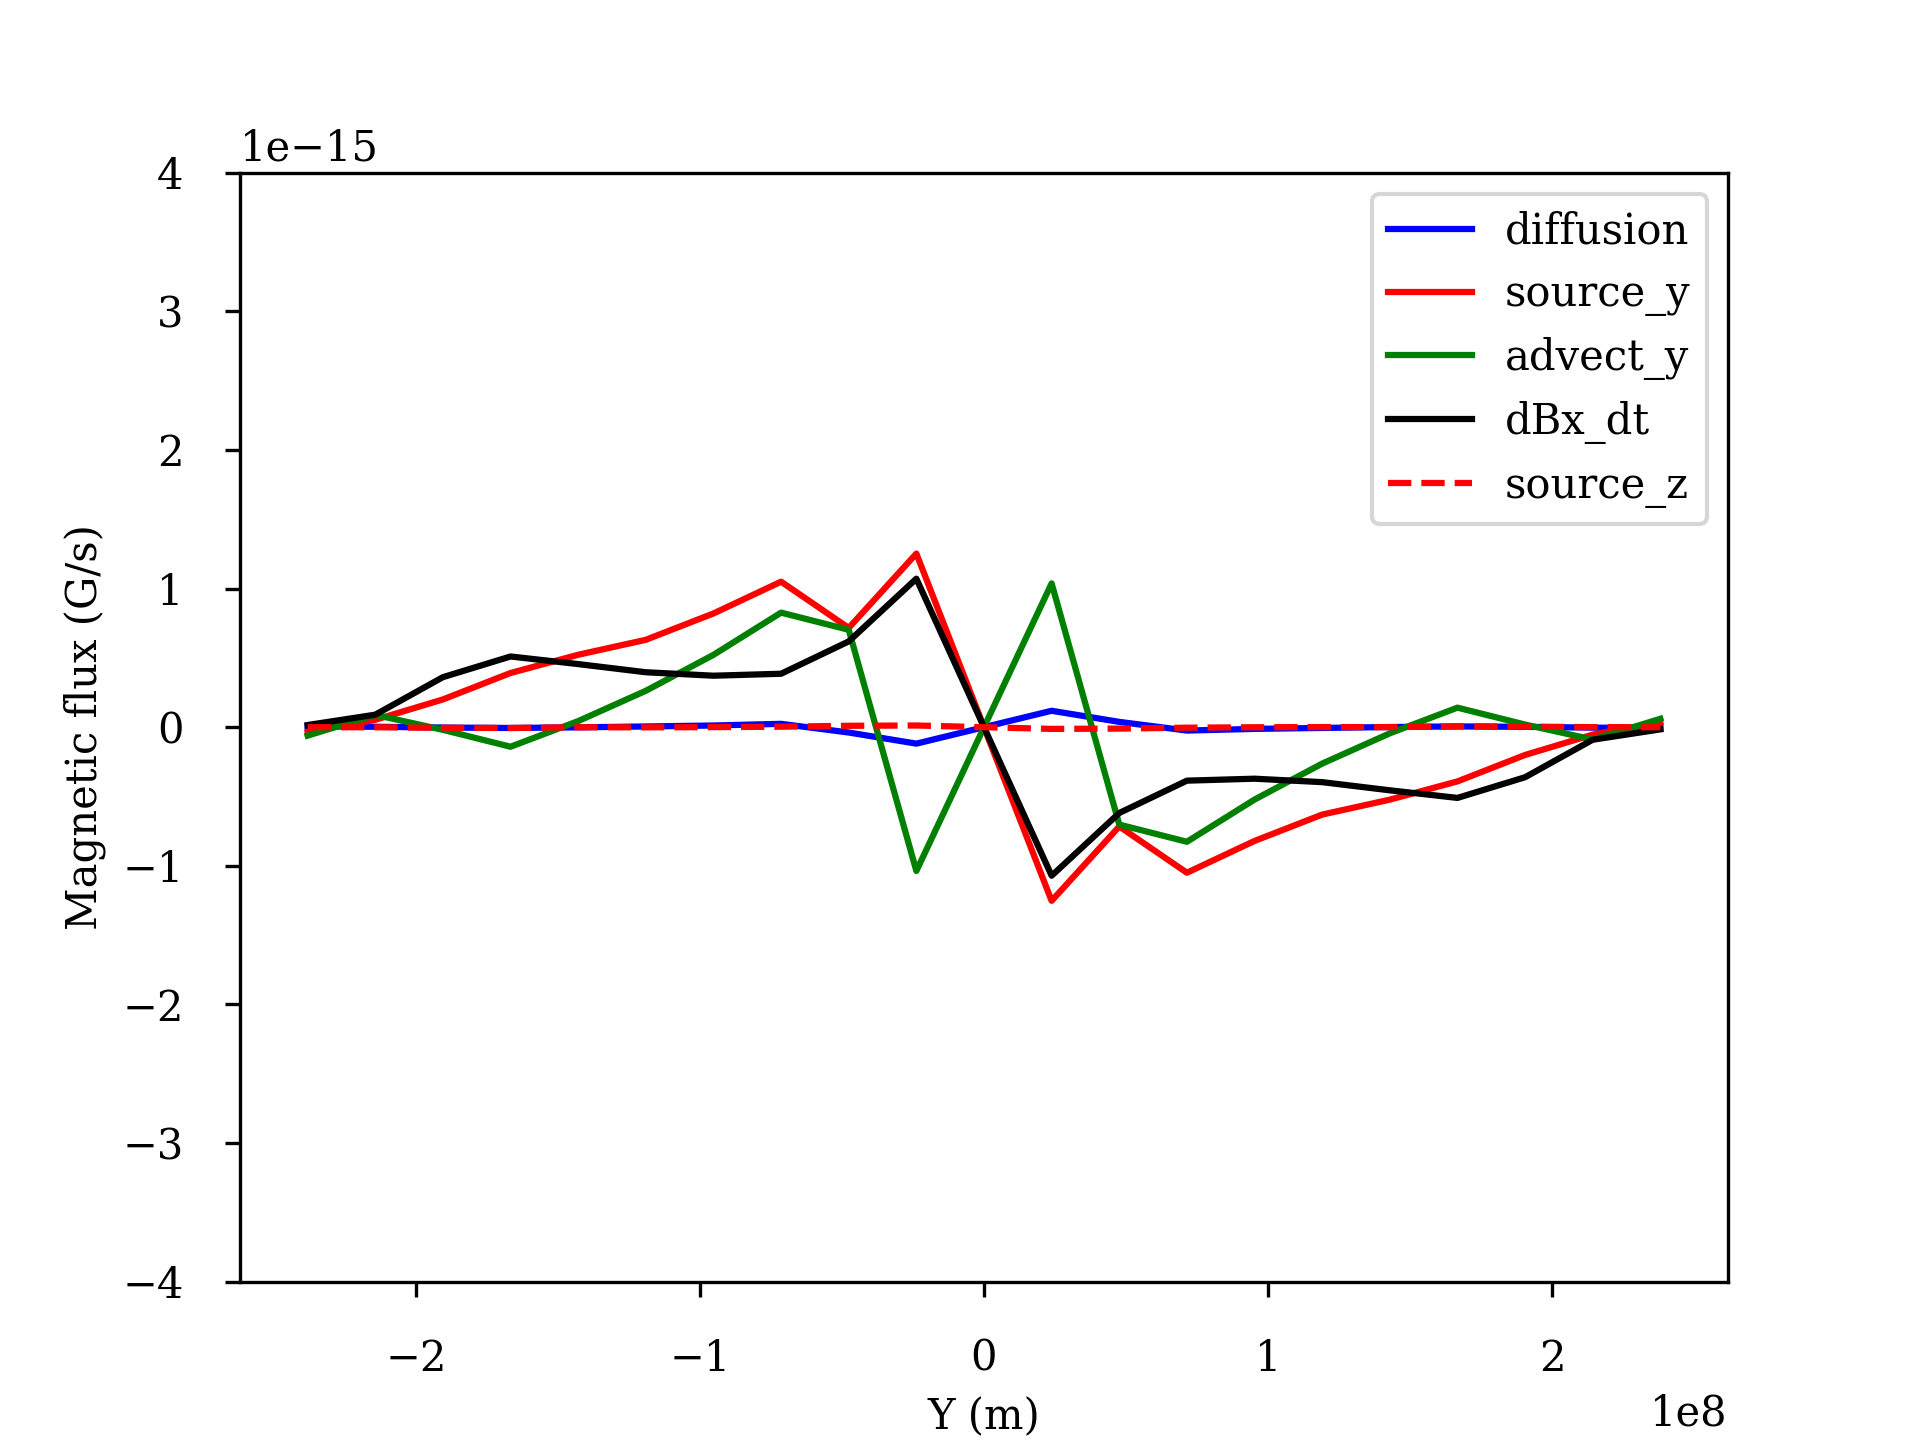 1e−15
4
3
2
1
0
−1
−2
−3
−4
Magnetic flux (G/s)
diffusion
source_y
advect_y
dBx_dt
source_z
−2
−1
0
1
2
Y (m)
1e8